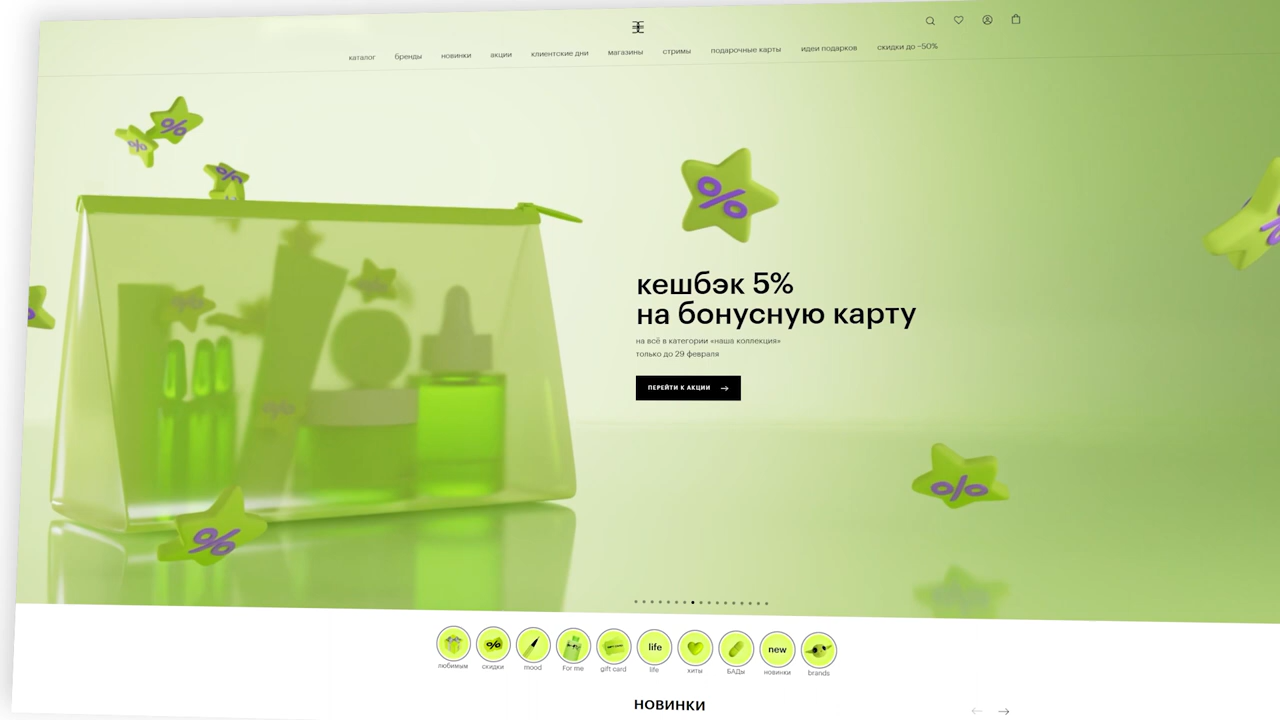 каталог бренды новинки акции клиентские дни магазины стримы подарочные карты идеи подарков скидки до −50%
%
%
%
%
кешбэк 5%
на бонусную карту
на всё в категории «наша коллекция»
только до 29 февраля
ПЕРЕЙТИ К АКЦИИ →
%
%
life new
%
любимым скидки mood For me gift card life хиты БАДы новинки brands
НОВИНКИ